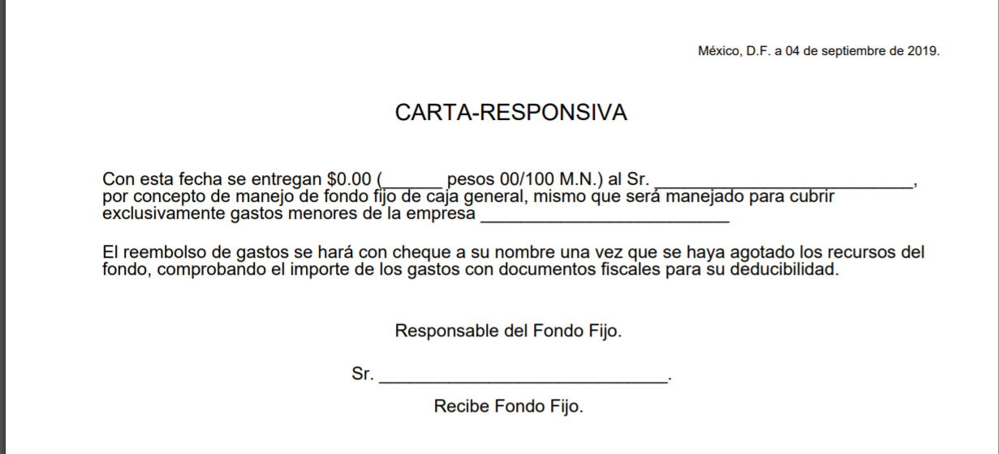 México, D.F. a 04 de septiembre de 2019.
CARTA-RESPONSIVA
Con esta fecha se entregan $0.00 (______ pesos 00/100 M.N.) al Sr. __________________________,
por concepto de manejo de fondo fijo de caja general, mismo que será manejado para cubrir
exclusivamente gastos menores de la empresa _________________________
El reembolso de gastos se hará con cheque a su nombre una vez que se haya agotado los recursos del
fondo, comprobando el importe de los gastos con documentos fiscales para su deducibilidad.
Responsable del Fondo Fijo.
Sr. _____________________________.
Recibe Fondo Fijo.